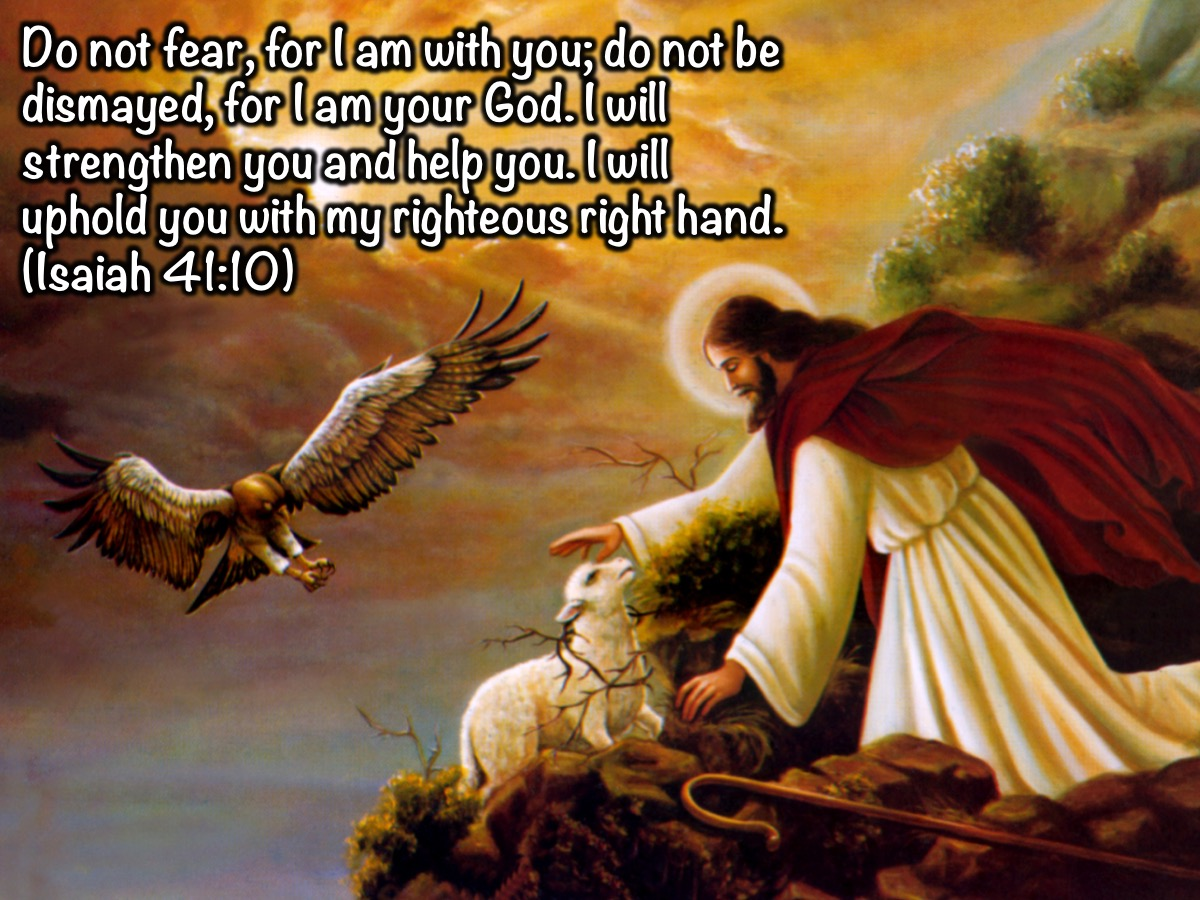 Do not fear, for I am with you; do not be
dismayed, for I am your God. I will
strengthen you and help you. I will
uphold you with my righteous right hand.
(Isaiah 41:10)